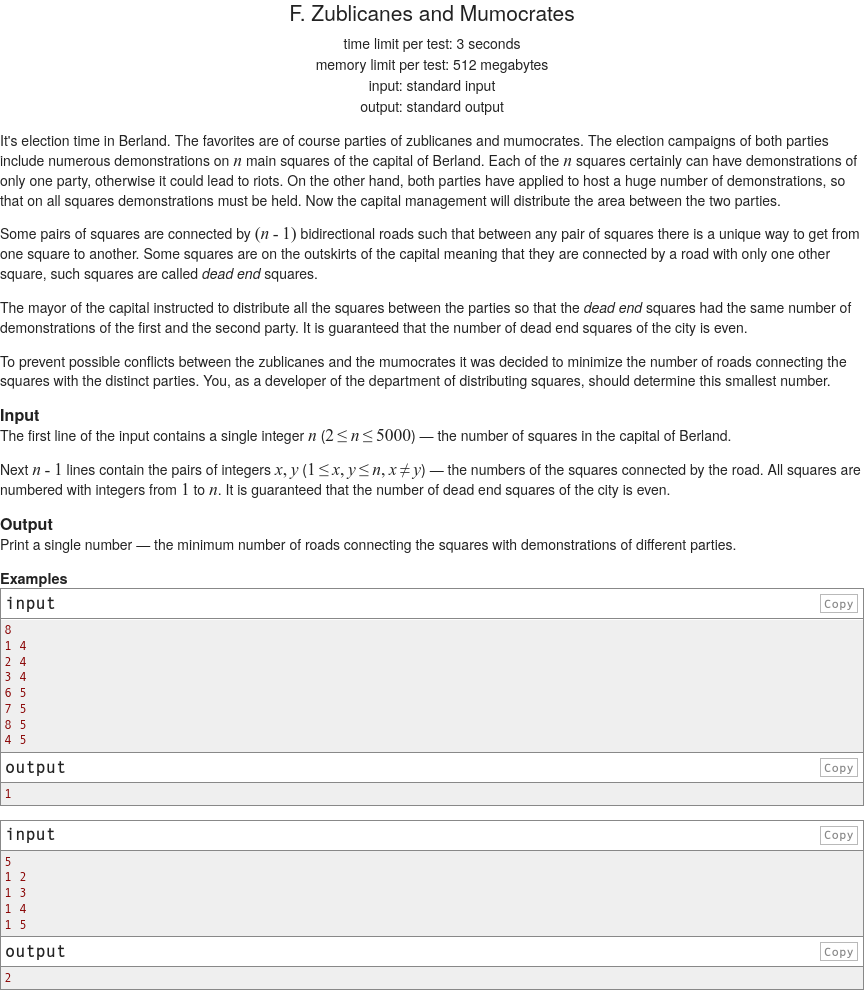 F. Zublicanes and Mumocrates
time limit per test: 3 seconds
memory limit per test: 512 megabytes
input: standard input
output: standard output
It's election time in Berland. The favorites are of course parties of zublicanes and mumocrates. The election campaigns of both parties
include numerous demonstrations on n main squares of the capital of Berland. Each of the n squares certainly can have demonstrations of
only one party, otherwise it could lead to riots. On the other hand, both parties have applied to host a huge number of demonstrations, so
that on all squares demonstrations must be held. Now the capital management will distribute the area between the two parties.
Some pairs of squares are connected by (n - 1) bidirectional roads such that between any pair of squares there is a unique way to get from
one square to another. Some squares are on the outskirts of the capital meaning that they are connected by a road with only one other
square, such squares are called dead end squares.
The mayor of the capital instructed to distribute all the squares between the parties so that the dead end squares had the same number of
demonstrations of the first and the second party. It is guaranteed that the number of dead end squares of the city is even.
To prevent possible conflicts between the zublicanes and the mumocrates it was decided to minimize the number of roads connecting the
squares with the distinct parties. You, as a developer of the department of distributing squares, should determine this smallest number.
Input
The first line of the input contains a single integer n (2 ≤ n ≤ 5000) — the number of squares in the capital of Berland.
Next n - 1 lines contain the pairs of integers x, y (1 ≤ x, y ≤ n, x ≠ y) — the numbers of the squares connected by the road. All squares are
numbered with integers from 1 to n. It is guaranteed that the number of dead end squares of the city is even.
Output
Print a single number — the minimum number of roads connecting the squares with demonstrations of different parties.
Examples
input Copy
8
1 4
2 4
3 4
6 5
7 5
8 5
4 5
output Copy
1
input Copy
5
1 2
1 3
1 4
1 5
output Copy
2